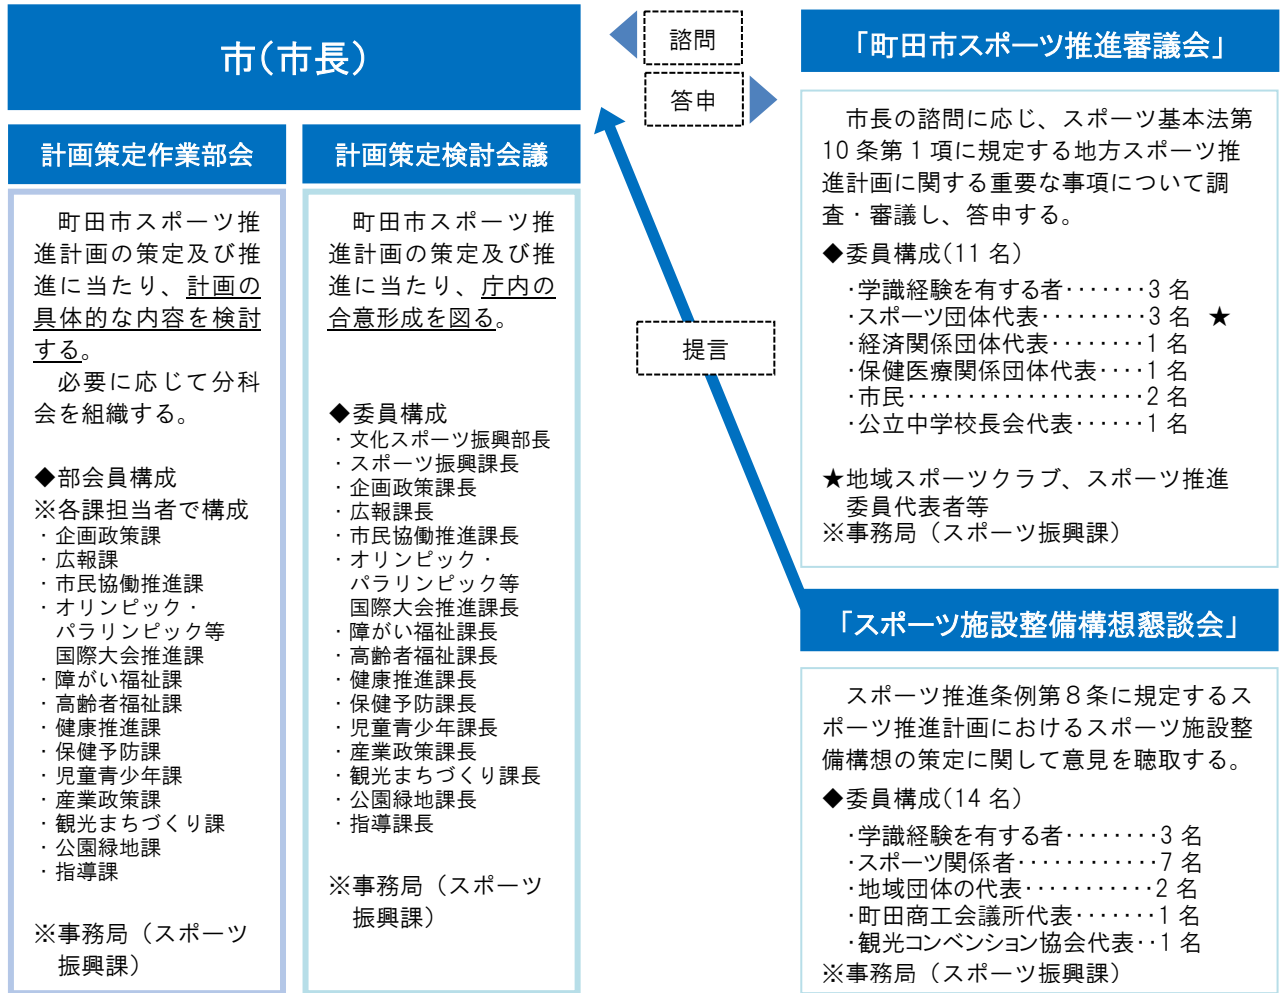 市(市長)
諮問
答申
提言
計画策定作業部会
町田市スポーツ推
進計画の策定及び推
進に当たり、計画の
具体的な内容を検討
する。
必要に応じて分科
会を組織する。
◆部会員構成
※各課担当者で構成
・企画政策課
・広報課
・市民協働推進課
・オリンピック・
パラリンピック等
国際大会推進課
・障がい福祉課
・高齢者福祉課
・健康推進課
・保健予防課
・児童青少年課
・産業政策課
・観光まちづくり課
・公園緑地課
・指導課
※事務局（スポーツ
振興課）
計画策定検討会議
町田市スポーツ推
進計画の策定及び推
進に当たり、庁内の
合意形成を図る。
◆委員構成
・文化スポーツ振興部長
・スポーツ振興課長
・企画政策課長
・広報課長
・市民協働推進課長
・オリンピック・
パラリンピック等
国際大会推進課長
・障がい福祉課長
・高齢者福祉課長
・健康推進課長
・保健予防課長
・児童青少年課長
・産業政策課長
・観光まちづくり課長
・公園緑地課長
・指導課長
※事務局（スポーツ
振興課）
「町田市スポーツ推進審議会」
市長の諮問に応じ、スポーツ基本法第
10 条第 1 項に規定する地方スポーツ推
進計画に関する重要な事項について調
査・審議し、答申する。
◆委員構成(11 名)
・学識経験を有する者･･･････3 名
・スポーツ団体代表･････････3 名 ★
・経済関係団体代表････････1 名
・保健医療関係団体代表････1 名
・市民････････････････････2 名
・公立中学校長会代表･･････1 名
★地域スポーツクラブ、スポーツ推進
委員代表者等
※事務局（スポーツ振興課）
「スポーツ施設整備構想懇談会」
スポーツ推進条例第８条に規定するス
ポーツ推進計画におけるスポーツ施設整
備構想の策定に関して意見を聴取する。
◆委員構成(14 名)
・学識経験を有する者････････3 名
・スポーツ関係者････････････7 名
・地域団体の代表･･･････････2 名
・町田商工会議所代表･･･････1 名
・観光コンベンション協会代表･･1 名
※事務局（スポーツ振興課）